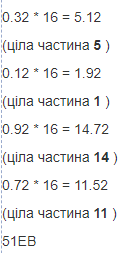 0.32 * 16 = 5.12
(ціла частина 5 )
0.12 * 16 = 1.92
(ціла частина 1 )
0.92 * 16 = 14.72
(ціла частина 14 )
0.72 * 16 = 11.52
(ціла частина 11 )
51EB